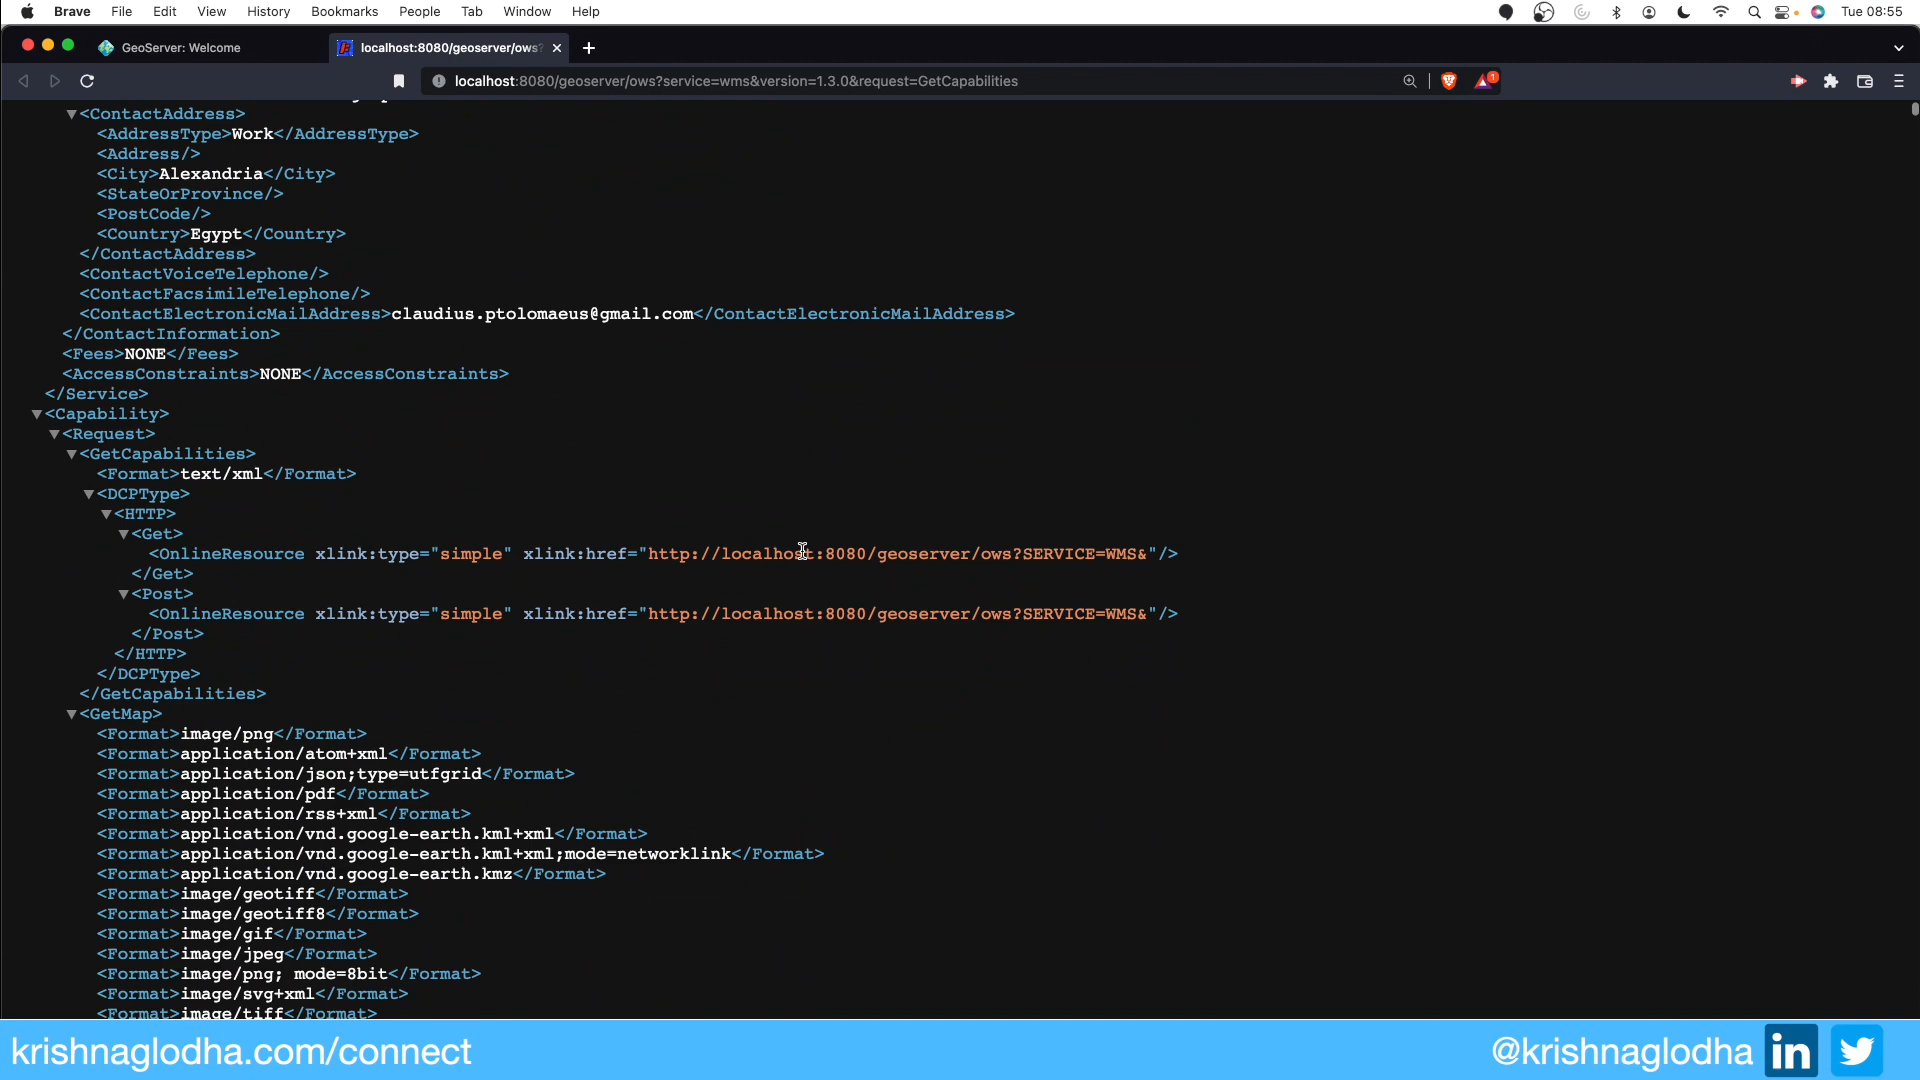 Brave File Edit View History Bookmarks People Tab Window Help Tue 08:55
GeoServer: Welcome localhost:8080/geoserver/ows?
localhost:8080/geoserver/ows?service=wms&version=1.3.0&request=GetCapabilities 1
<ContactAddress>
<AddressType>Work</AddressType>
<Address/>
<City>Alexandria</City>
<StateOrProvince/>
<PostCode/>
<Country>Egypt</Country>
</ContactAddress>
<ContactVoiceTelephone/>
<ContactFacsimileTelephone/>
<ContactElectronicMailAddress>claudius.ptolomaeus@gmail.com</ContactElectronicMailAddress>
</ContactInformation>
<Fees>NONE</Fees>
<AccessConstraints>NONE</AccessConstraints>
</Service>
<Capability>
<Request>
<GetCapabilities>
<Format>text/xml</Format>
<DCPType>
<HTTP>
<Get>
<OnlineResource xlink:type="simple" xlink:href="http://localhost:8080/geoserver/ows?SERVICE=WMS&"/>
</Get>
<Post>
<OnlineResource xlink:type="simple" xlink:href="http://localhost:8080/geoserver/ows?SERVICE=WMS&"/>
</Post>
</HTTP>
</DCPType>
</GetCapabilities>
<GetMap>
<Format>image/png</Format>
<Format>application/atom+xml</Format>
<Format>application/json;type=utfgrid</Format>
<Format>application/pdf</Format>
<Format>application/rss+xml</Format>
<Format>application/vnd.google-earth.kml+xml</Format>
<Format>application/vnd.google-earth.kml+xml;mode=networklink</Format>
<Format>application/vnd.google-earth.kmz</Format>
<Format>image/geotiff</Format>
<Format>image/geotiff8</Format>
<Format>image/gif</Format>
<Format>image/jpeg</Format>
<Format>image/png; mode=8bit</Format>
<Format>image/svg+xml</Format>
<Format>image/tiff</Format>
krishnaglodha.com/connect @krishnaglodha in